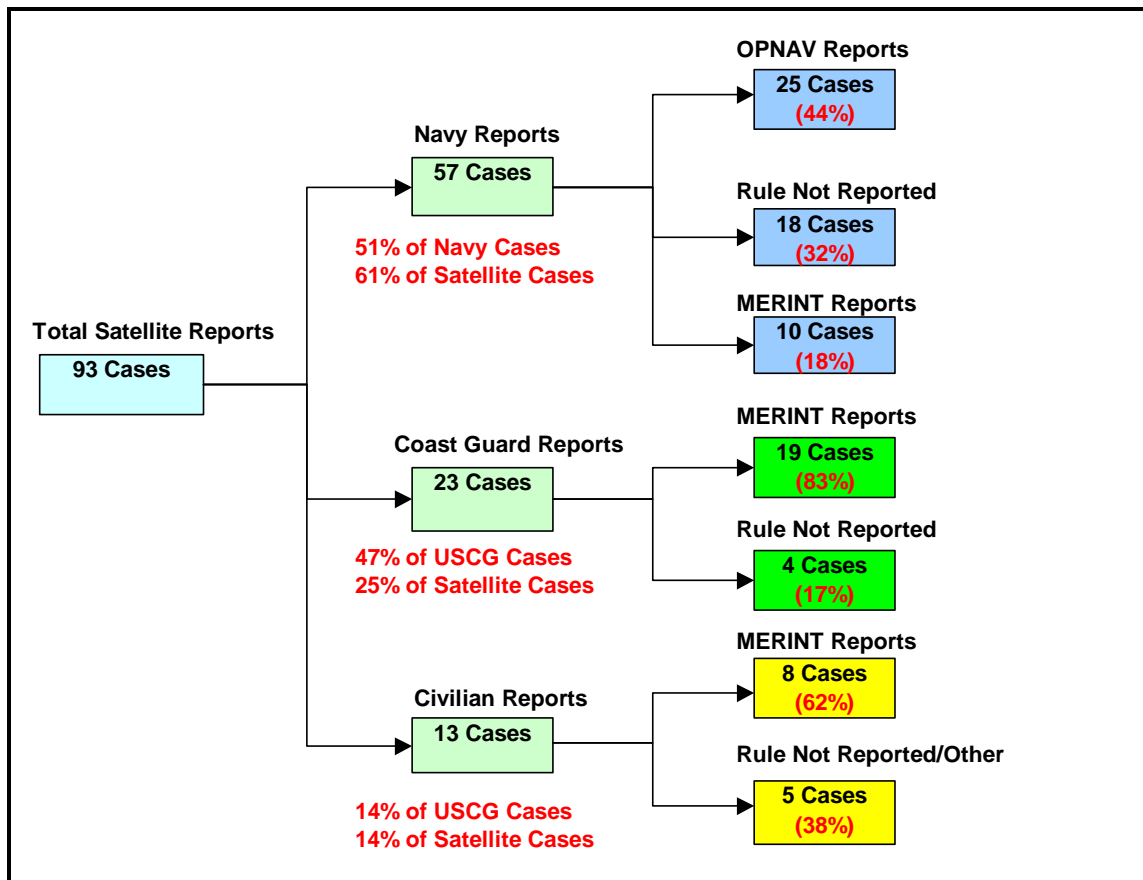 OPNAV Reports
25 Cases
(44%)
Navy Reports
57 Cases
51% of Navy Cases
61% of Satellite Cases
Rule Not Reported
18 Cases
(32%)
MERINT Reports
10 Cases
(18%)
Total Satellite Reports
93 Cases
Coast Guard Reports
23 Cases
47% of USCG Cases
25% of Satellite Cases
MERINT Reports
19 Cases
(83%)
Rule Not Reported
4 Cases
(17%)
Civilian Reports
13 Cases
14% of USCG Cases
14% of Satellite Cases
MERINT Reports
8 Cases
(62%)
Rule Not Reported/Other
5 Cases
(38%)